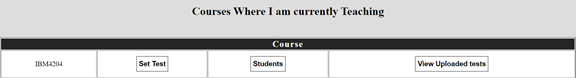 Courses Where I am currently Teaching
Course
IBM4204 Set Test Students View Uploaded tests